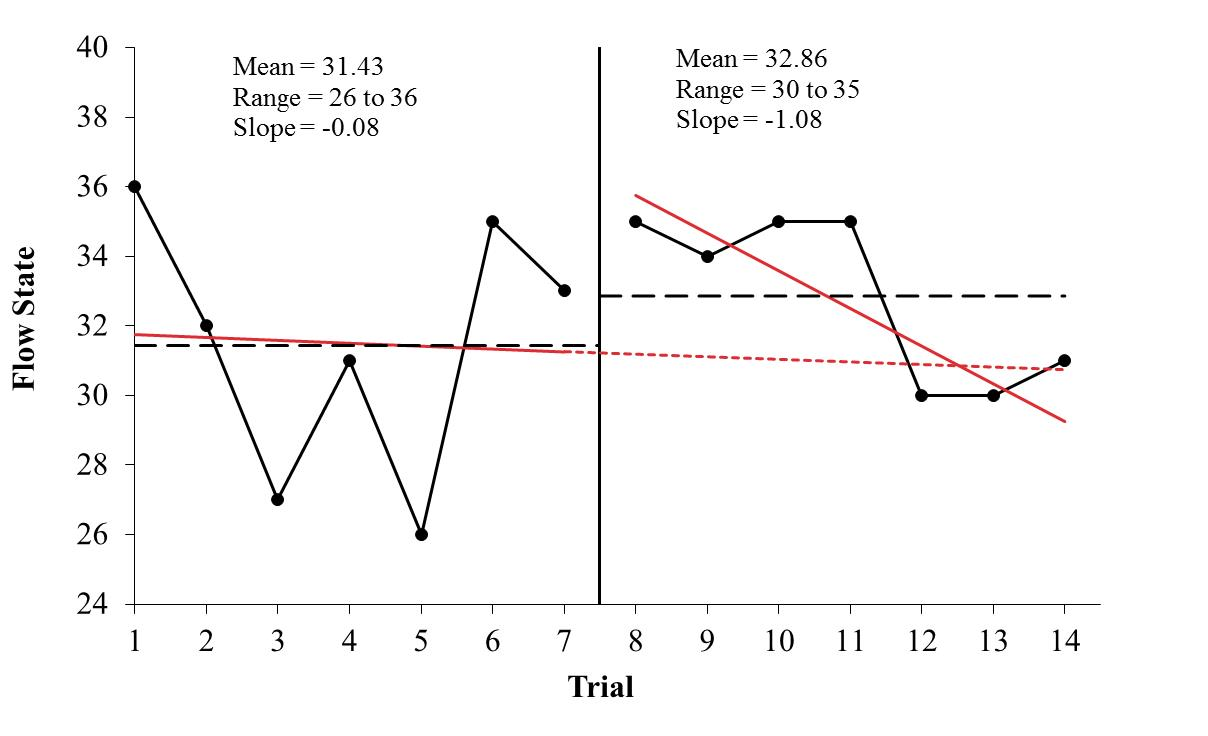 Mean = 31.43
Range = 26 to 36
Slope = -0.08
Mean = 32.86
Range = 30 to 35
Slope = -1.08
40
38
36
34
32
30
28
26
24
Flow State
1 2 3 4 5 6 7 8 9 10 11 12 13 14
Trial